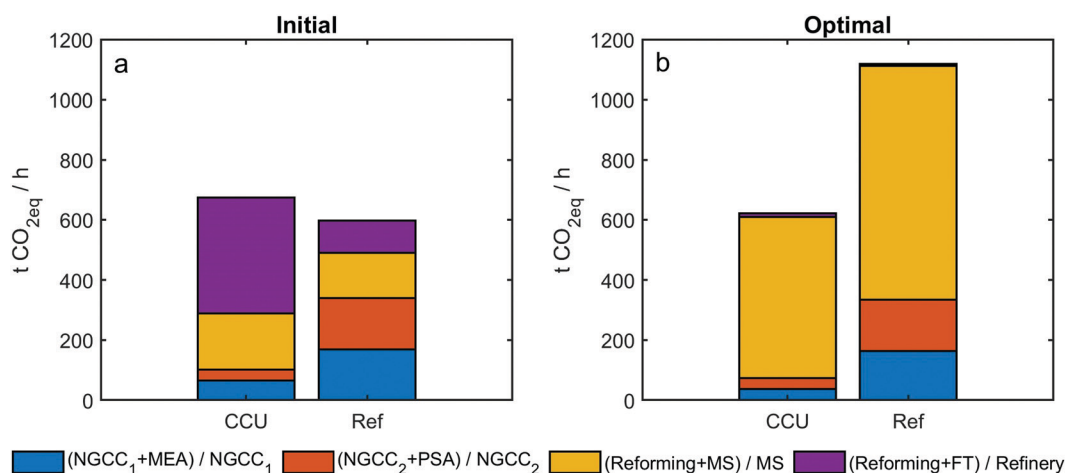 Initial
a
1200
1000
800
600
400
200
0
t CO2eq / h
CCU Ref
Optimal
b
1200
1000
800
600
400
200
0
t CO2eq / h
CCU Ref
(NGCC1+MEA) / NGCC1 (NGCC2+PSA) / NGCC2 (Reforming+MS) / MS (Reforming+FT) / Refinery